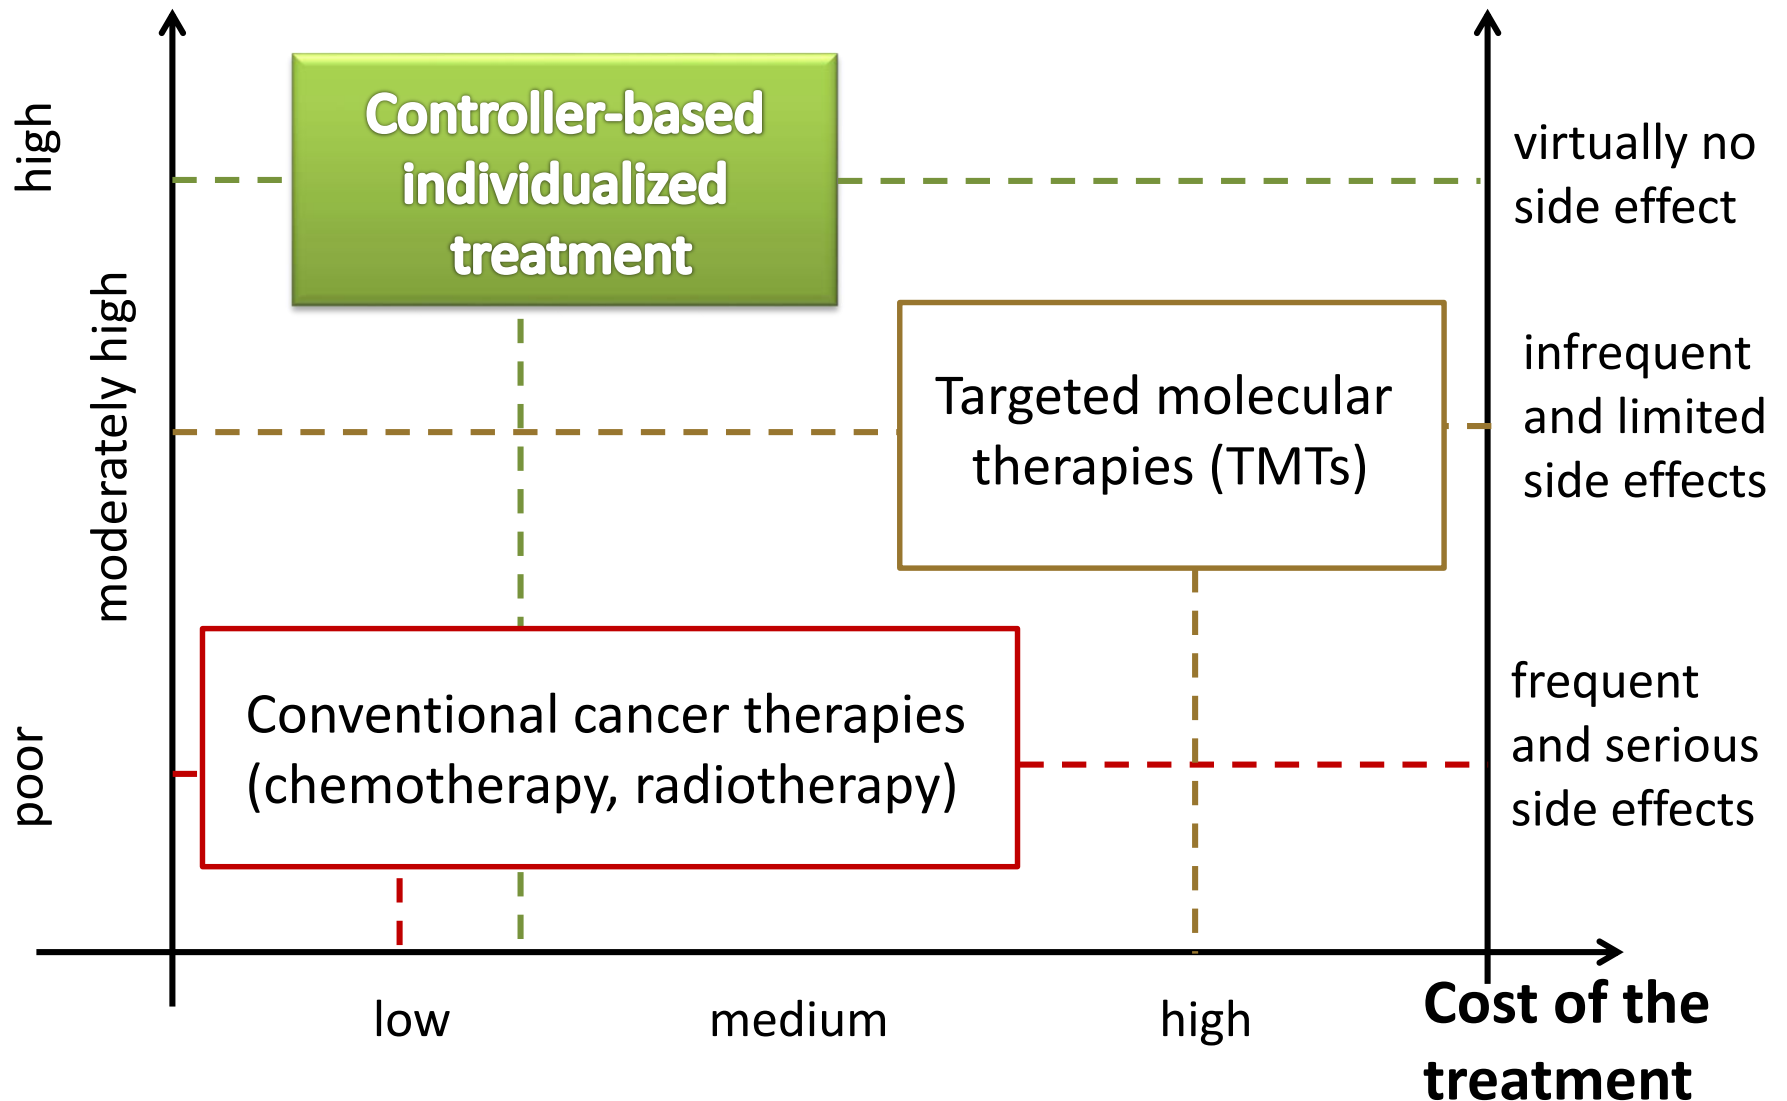 high
moderately high
poor
Controller-based
individualized
treatment
Targeted molecular
therapies (TMTs)
Conventional cancer therapies
(chemotherapy, radiotherapy)
virtually no
side effect
infrequent
and limited
side effects
frequent
and serious
side effects
low
medium
high
Cost of the
treatment